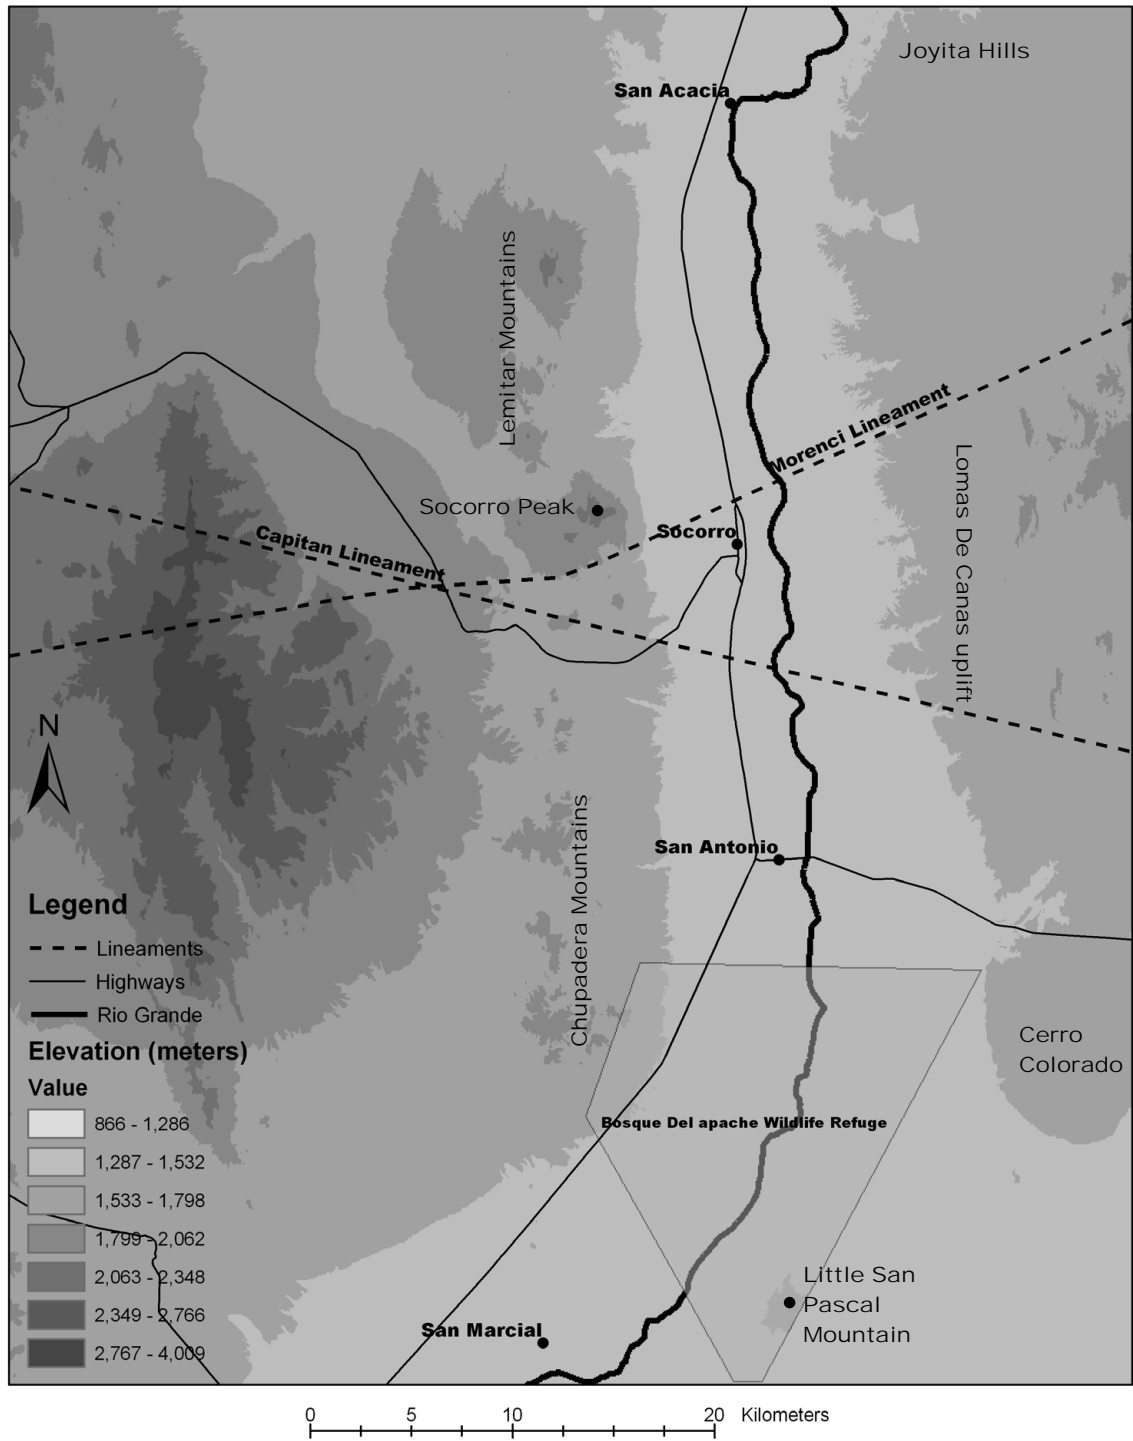 Joyita Hills
San Acacia
Lemitar Mountains
Morenci Lineament
Lomas De Canas uplift
Socorro Peak
Capitan Lineament
Socorro
N
Chupadera Mountains
San Antonio
Legend
Lineaments
Highways
Rio Grande
Elevation (meters)
Value
866 - 1,286
1,287 - 1,532
1,533 - 1,798
1,799 - 2,062
2,063 - 2,348
2,349 - 2,766
2,767 - 4,009
Cerro
Colorado
Bosque Del apache Wildlife Refuge
Little San
Pascal
Mountain
San Marcial
0 5 10 20 Kilometers